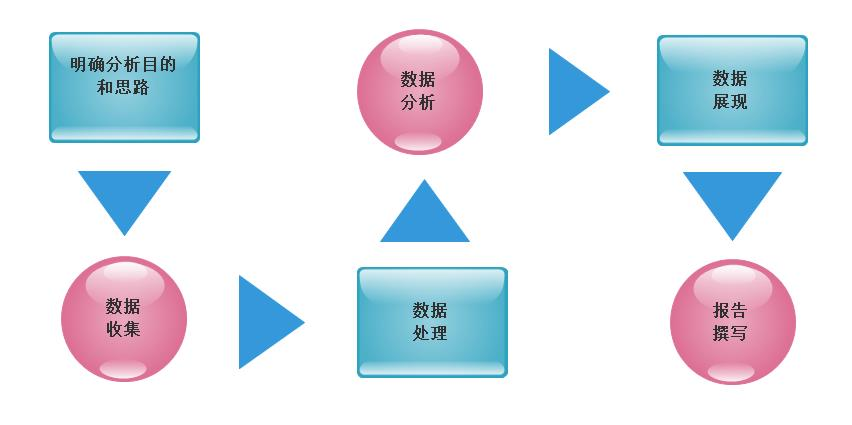 明确分析目的
和思路
数据
收集
数据
处理
数据
分析
数据
展现
报告
撰写